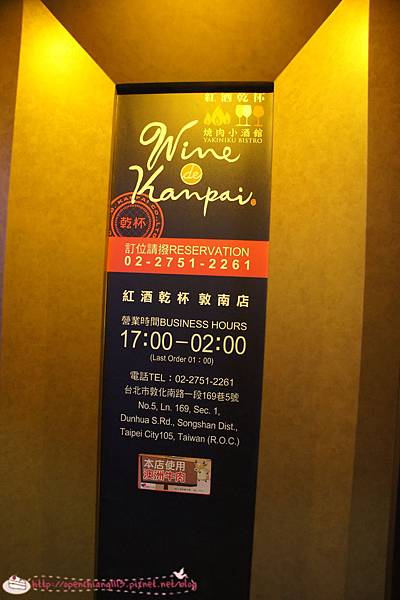 紅酒乾杯
燒肉小酒館
YAKINIKU BISTRO
Wine
de
Kanpai.
乾杯
訂位請撥RESERVATION
02-2751-2261
紅酒乾杯 敦南店
營業時間BUSINESS HOURS
17:00-02:00
(Last Order 01:00)
電話TEL:02-2751-2261
台北市敦化南路一段169巷5號
No.5, Ln. 169, Sec. 1,
Dunhua S.Rd., Songshan Dist.,
Taipei City105, Taiwan (R.O.C.)
本店使用
澳洲牛肉
http://openchiang1115.pixnet.net/blog